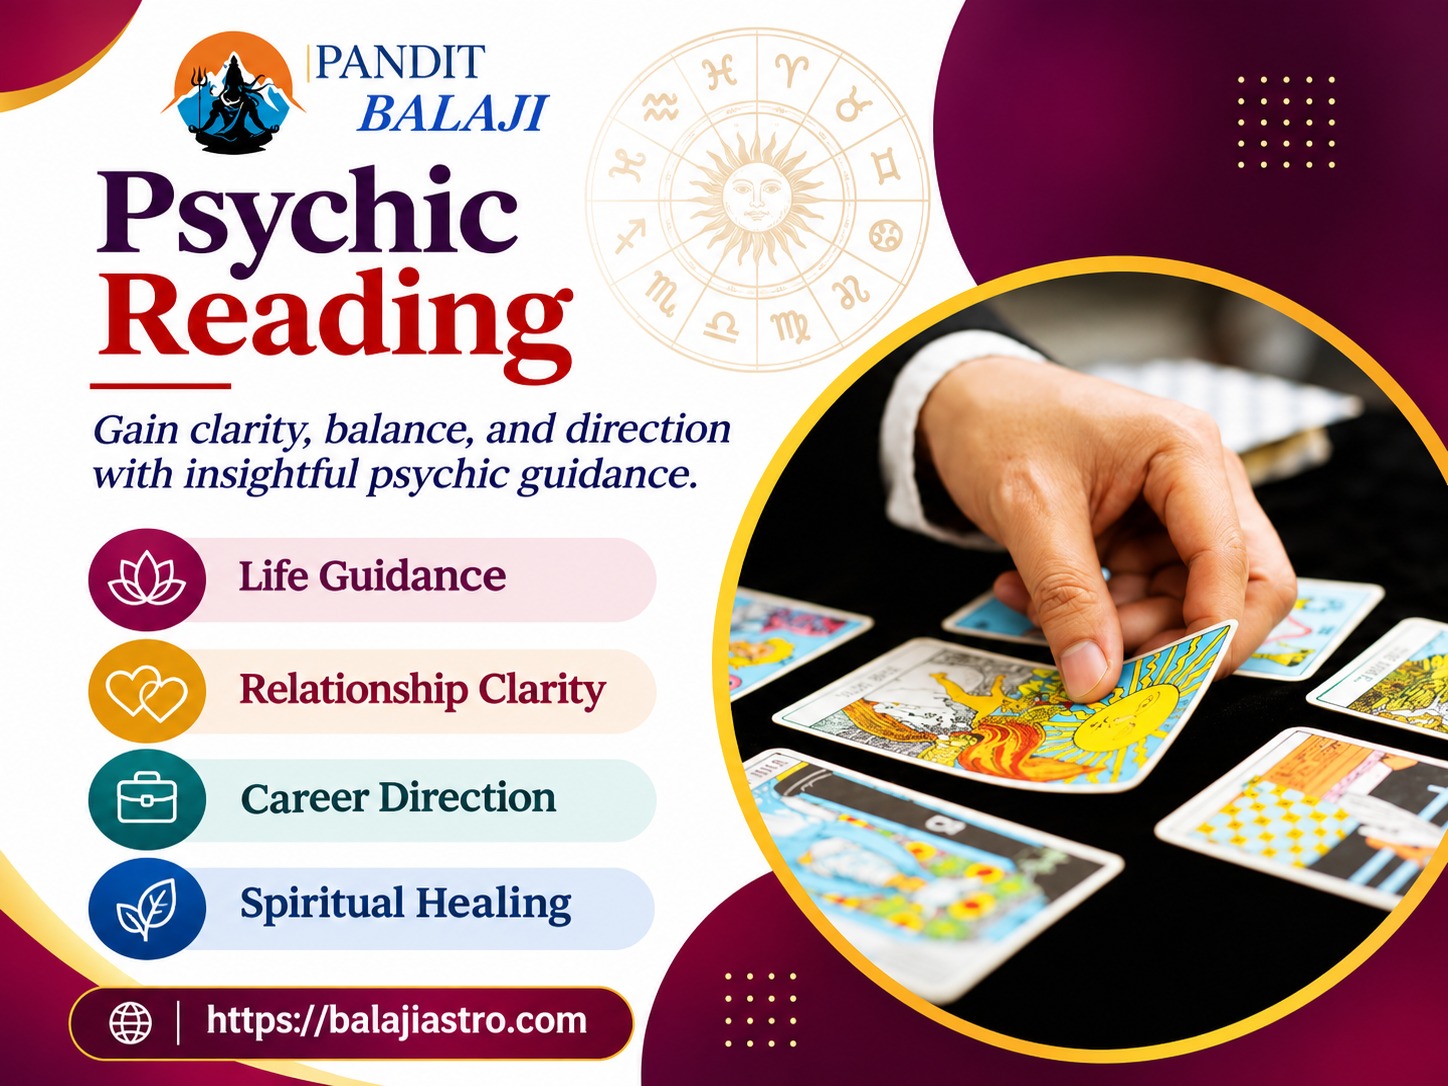 PANDIT
BALAJI
Psychic
Reading
Gain clarity, balance, and direction
with insightful psychic guidance.
Life Guidance
Relationship Clarity
Career Direction
Spiritual Healing
https://balajiastro.com